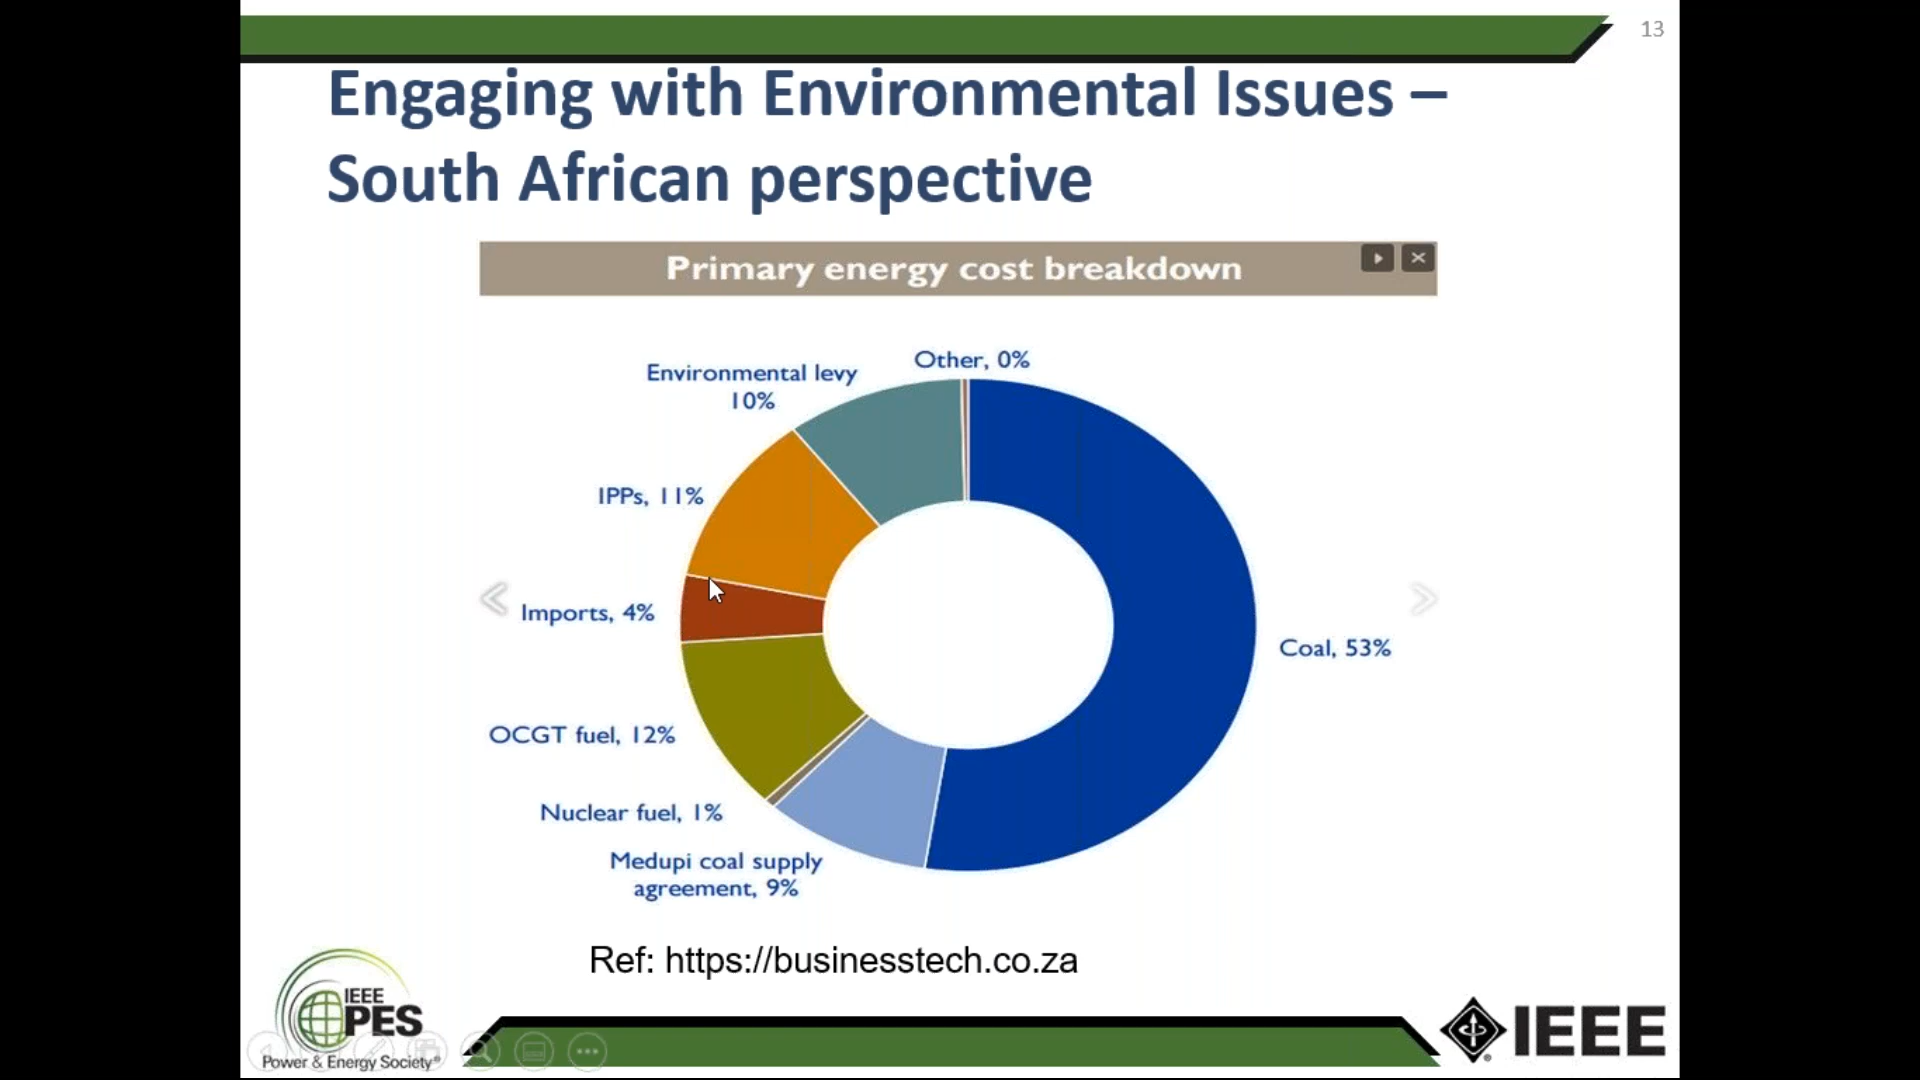 13
Engaging with Environmental Issues –
South African perspective
Primary energy cost breakdown
Other, 0%
Environmental levy
10%
IPPs, 11%
Imports, 4%
Coal, 53%
OCGT fuel, 12%
Nuclear fuel, 1%
Medupi coal supply
agreement, 9%
Ref: https://businesstech.co.za
IEEE
PES
Power & Energy Society®
IEEE